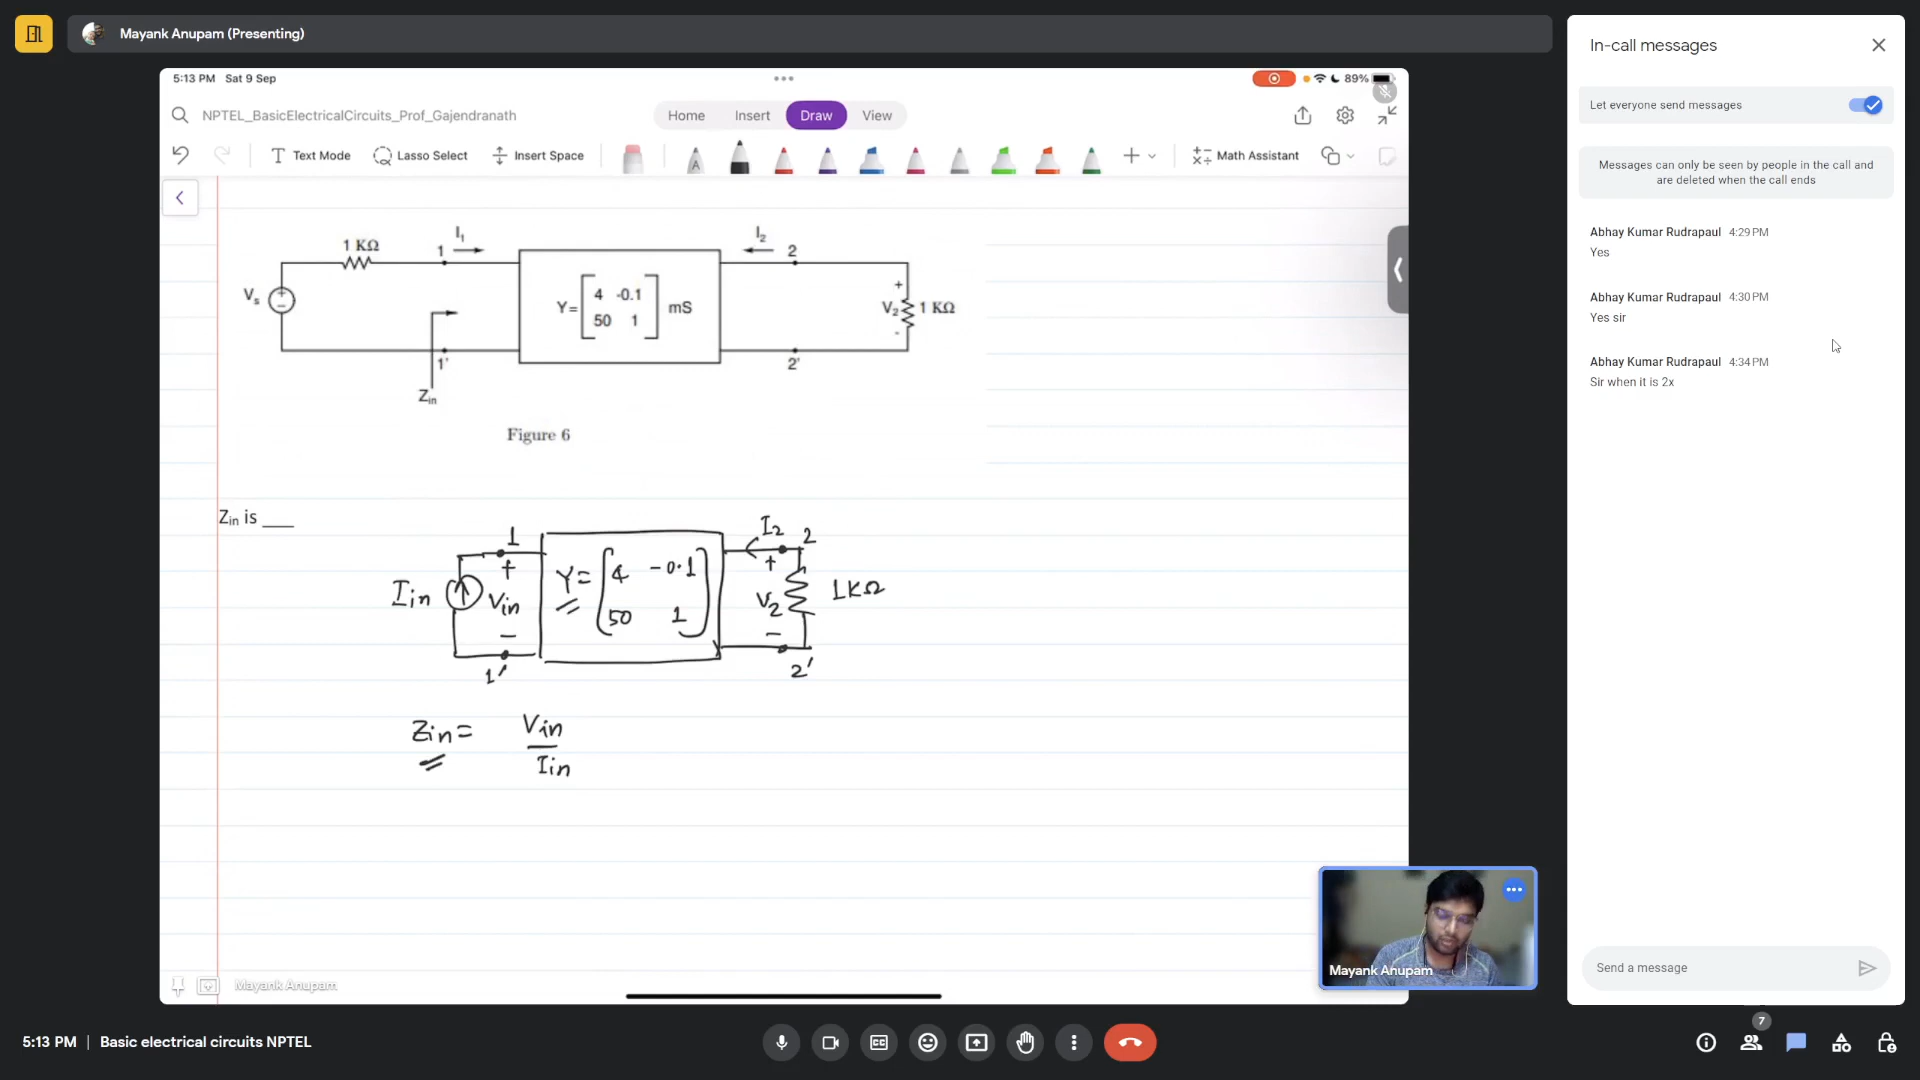 Mayank Anupam (Presenting)
5:13 PM Sat 9 Sep
89%
NPTEL_BasicElectricalCircuits_Prof_Gajendranath
Home Insert Draw View
Text Mode Lasso Select Insert Space A Math Assistant
1 KΩ
1
I1
I2
2
Vs
+
-
Y= [ 4 -0.1
50 1 ] mS
+
V2
-
1 KΩ
1'
2'
Zin
Figure 6
Zin is ___
1
I2
2
Iin
+
Vin
-
Y= [ 4 -0.1
50 1 ]
+
V2
-
1KΩ
1'
2'
Zin= Vin
Iin
Mayank Anupam
Mayank Anupam
In-call messages
Let everyone send messages
Messages can only be seen by people in the call and
are deleted when the call ends
Abhay Kumar Rudrapaul 4:29 PM
Yes
Abhay Kumar Rudrapaul 4:30 PM
Yes sir
Abhay Kumar Rudrapaul 4:34 PM
Sir when it is 2x
Send a message
5:13 PM | Basic electrical circuits NPTEL
7